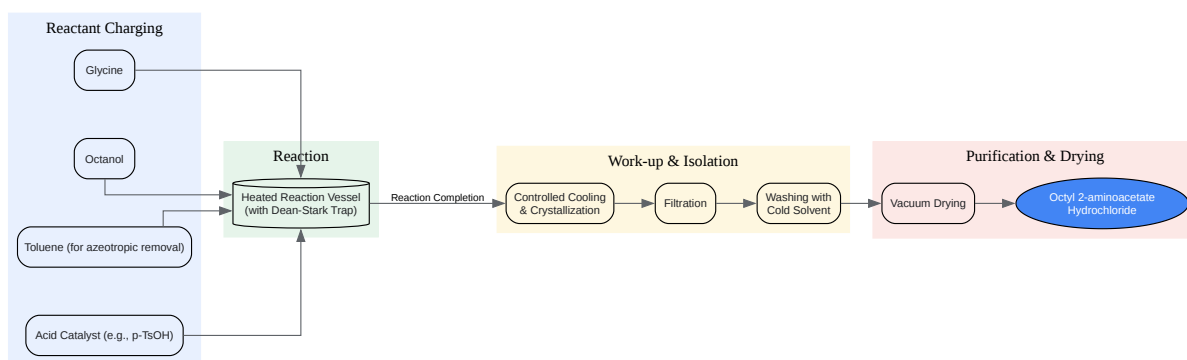 Reactant Charging
Glycine
Octanol
Toluene (for azeotropic removal)
Acid Catalyst (e.g., p-TsOH)
Reaction
Heated Reaction Vessel
(with Dean-Stark Trap)
Reaction Completion
Work-up & Isolation
Controlled Cooling
& Crystallization
Filtration
Washing with
Cold Solvent
Purification & Drying
Vacuum Drying
Octyl 2-aminoacetate
Hydrochloride